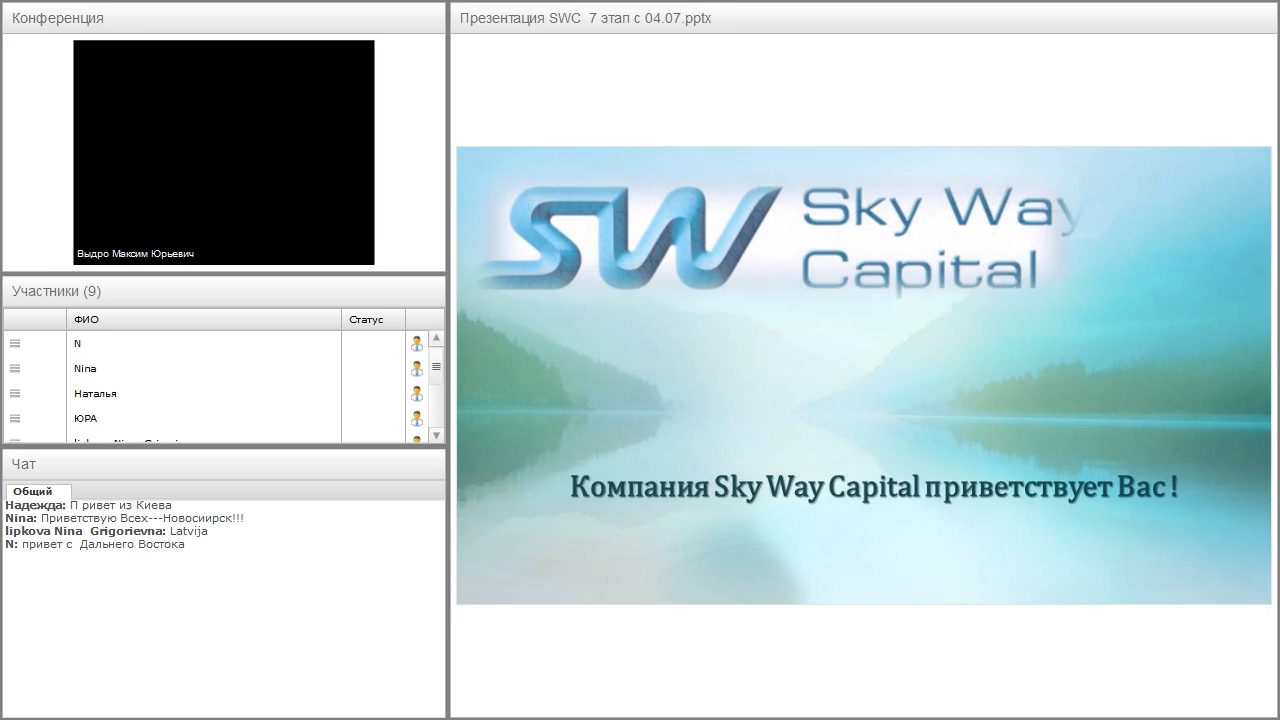 Конференция
Выдро Максим Юрьевич
Участники (9)
ФИО Статус
N
Nina
Наталья
ЮРА
Чат
Общий
Надежда: П ривет из Киева
Nina: Приветствую Всех---Новосиирск!!!
lipkova Nina Grigorievna: Latvija
N: привет с Дальнего Востока
Презентация SWC 7 этап с 04.07.pptx
SW Sky Way
Capital
Компания Sky Way Capital приветствует Вас !